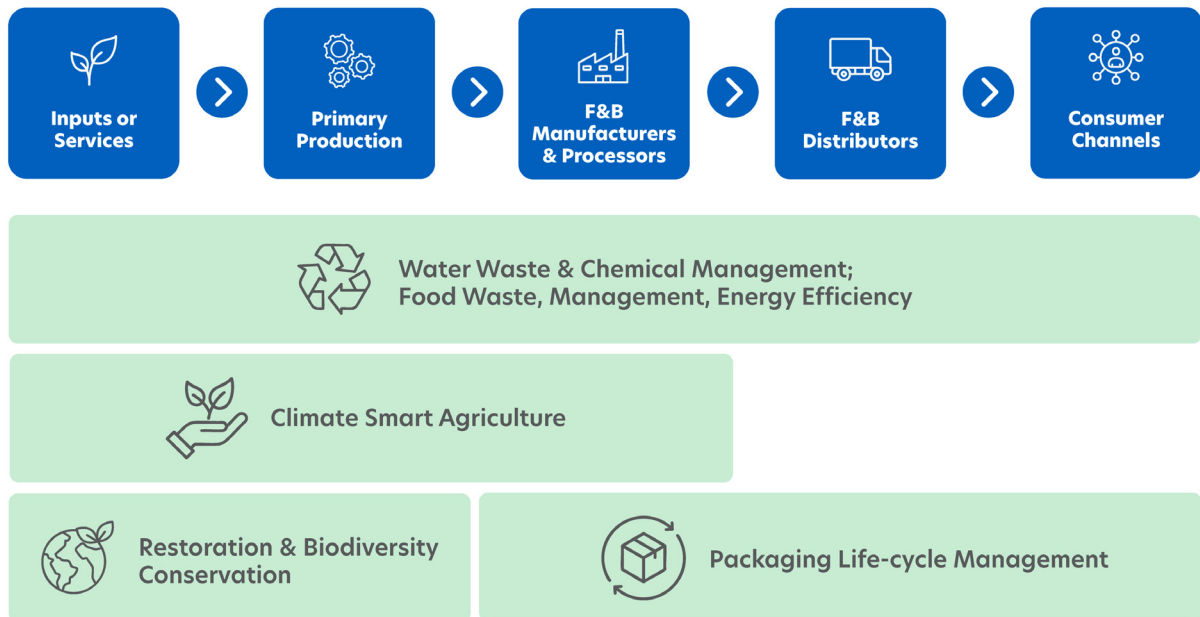 Inputs or
Services
Primary
Production
F&B
Manufacturers
& Processors
F&B
Distributors
Consumer
Channels
Water Waste & Chemical Management;
Food Waste, Management, Energy Efficiency
Climate Smart Agriculture
Restoration & Biodiversity
Conservation
Packaging Life-cycle Management